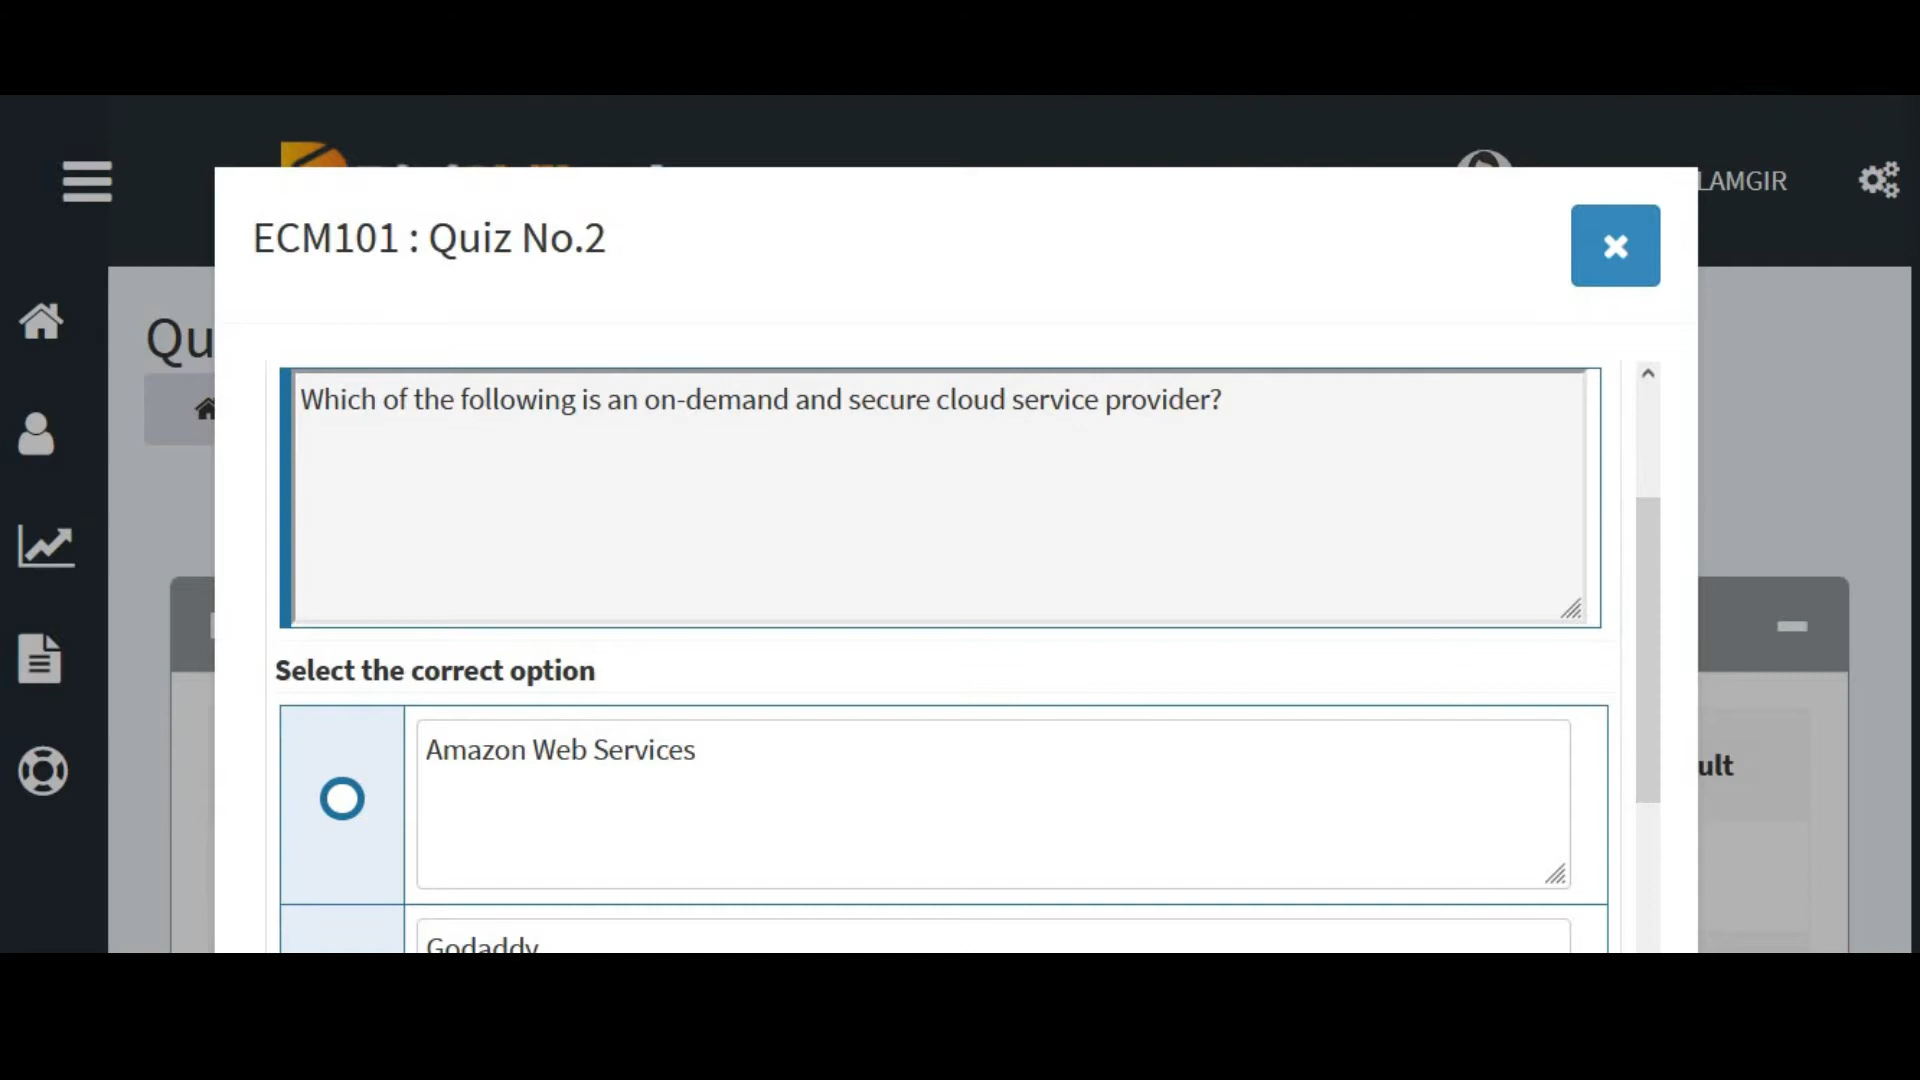 LAMGIR
ECM101 : Quiz No.2
Qu
Which of the following is an on-demand and secure cloud service provider?
Select the correct option
Amazon Web Services
ult
Godaddy